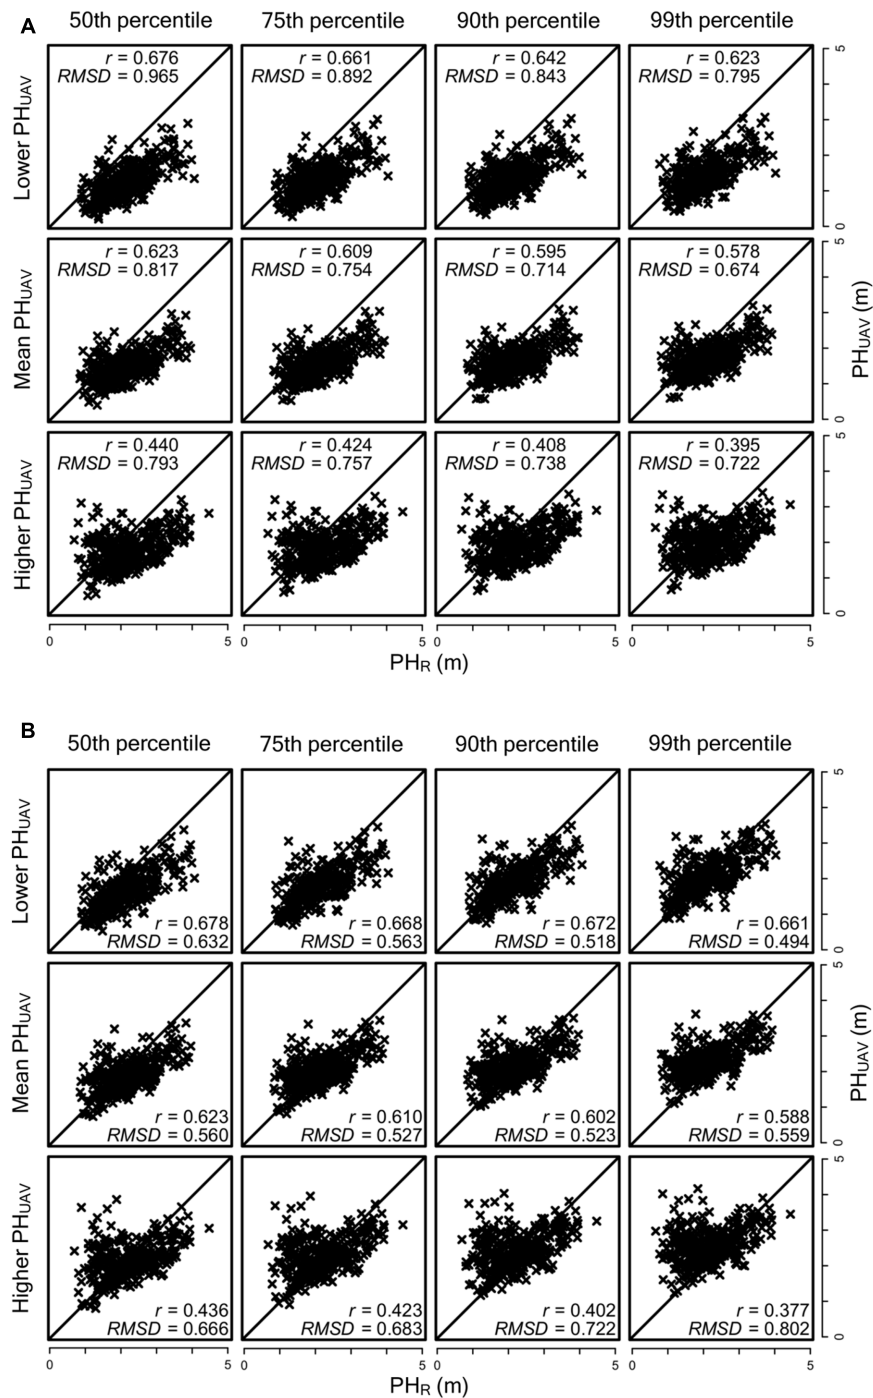 A
50th percentile 75th percentile 90th percentile 99th percentile
Lower PHUAV
r = 0.676 r = 0.661 r = 0.642 r = 0.623
RMSD = 0.965 RMSD = 0.892 RMSD = 0.843 RMSD = 0.795
5
0
Mean PHUAV
r = 0.623 r = 0.609 r = 0.595 r = 0.578
RMSD = 0.817 RMSD = 0.754 RMSD = 0.714 RMSD = 0.674
5
0
PHUAV (m)
Higher PHUAV
r = 0.440 r = 0.424 r = 0.408 r = 0.395
RMSD = 0.793 RMSD = 0.757 RMSD = 0.738 RMSD = 0.722
5
0
0 5 0 5 0 5 0 5
PHR (m)
B
50th percentile 75th percentile 90th percentile 99th percentile
Lower PHUAV
5
r = 0.678 r = 0.668 r = 0.672 r = 0.661
RMSD = 0.632 RMSD = 0.563 RMSD = 0.518 RMSD = 0.494
0
Mean PHUAV
5
PHUAV (m)
r = 0.623 r = 0.610 r = 0.602 r = 0.588
RMSD = 0.560 RMSD = 0.527 RMSD = 0.523 RMSD = 0.559
0
Higher PHUAV
5
r = 0.436 r = 0.423 r = 0.402 r = 0.377
RMSD = 0.666 RMSD = 0.683 RMSD = 0.722 RMSD = 0.802
0
0 5 0 5 0 5 0 5
PHR (m)